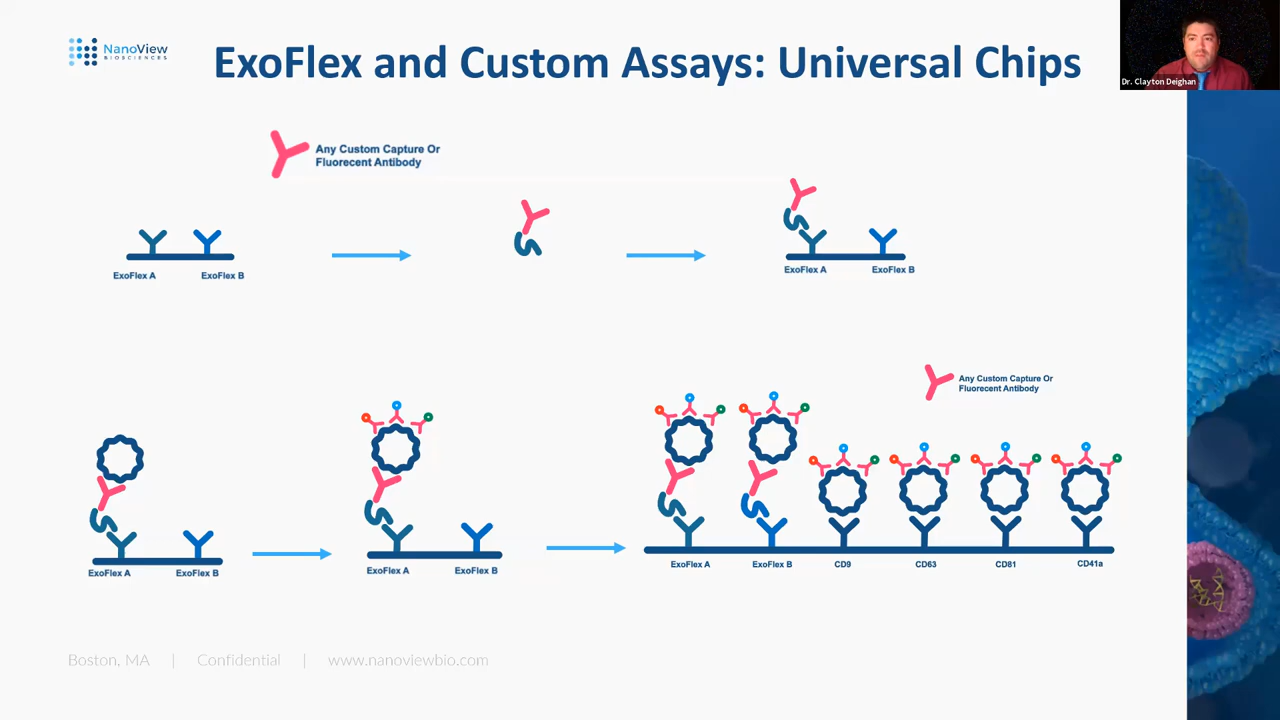 NanoView
BIOSCIENCES
ExoFlex and Custom Assays: Universal Chips
Dr. Clayton Deighan
Any Custom Capture Or
Fluorecent Antibody
ExoFlex A
ExoFlex B
ExoFlex A
ExoFlex B
Any Custom Capture Or
Fluorecent Antibody
ExoFlex A
ExoFlex B
ExoFlex A
ExoFlex B
ExoFlex A
ExoFlex B
CD9
CD63
CD81
CD41a
Boston, MA | Confidential | www.nanoviewbio.com